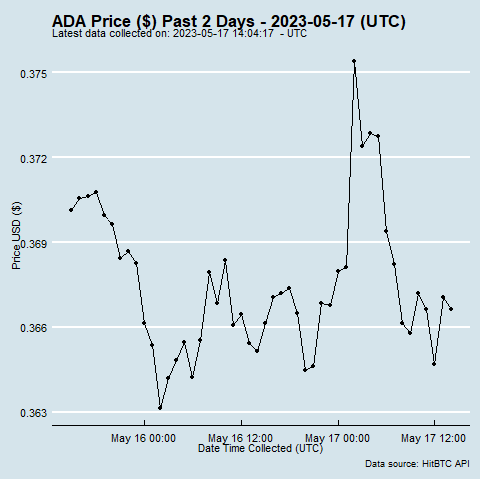 ADA Price ($) Past 2 Days - 2023-05-17 (UTC)
Latest data collected on: 2023-05-17 14:04:17 - UTC
0.375
0.372
0.369
0.366
0.363
Price USD ($)
May 16 00:00 May 16 12:00 May 17 00:00 May 17 12:00
Date Time Collected (UTC)
Data source: HitBTC API